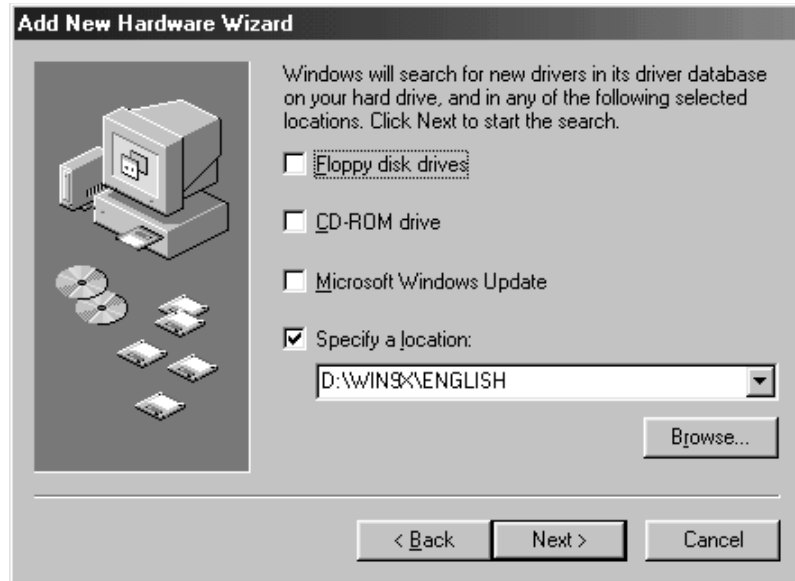 Add New Hardware Wizard
Windows will search for new drivers in its driver database
on your hard drive, and in any of the following selected
locations. Click Next to start the search.
Floppy disk drives
CD-ROM drive
Microsoft Windows Update
Specify a location:
D:\WIN9X\ENGLISH
Browse...
< Back
Next >
Cancel